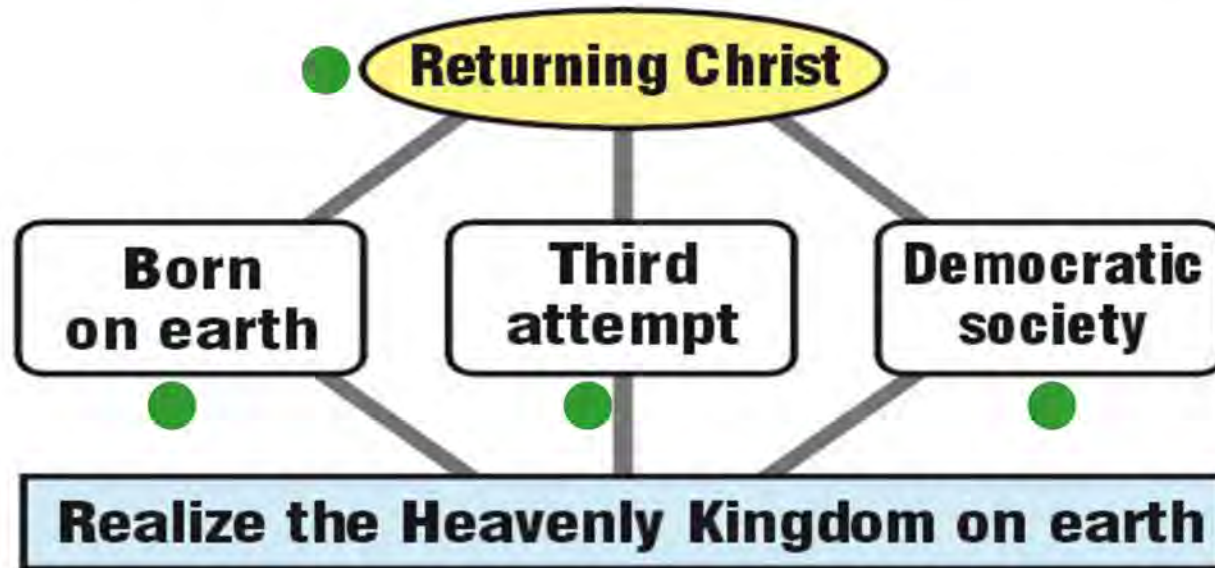 Returning Christ
Born
on earth
Third
attempt
Democratic
society
Realize the Heavenly Kingdom on earth